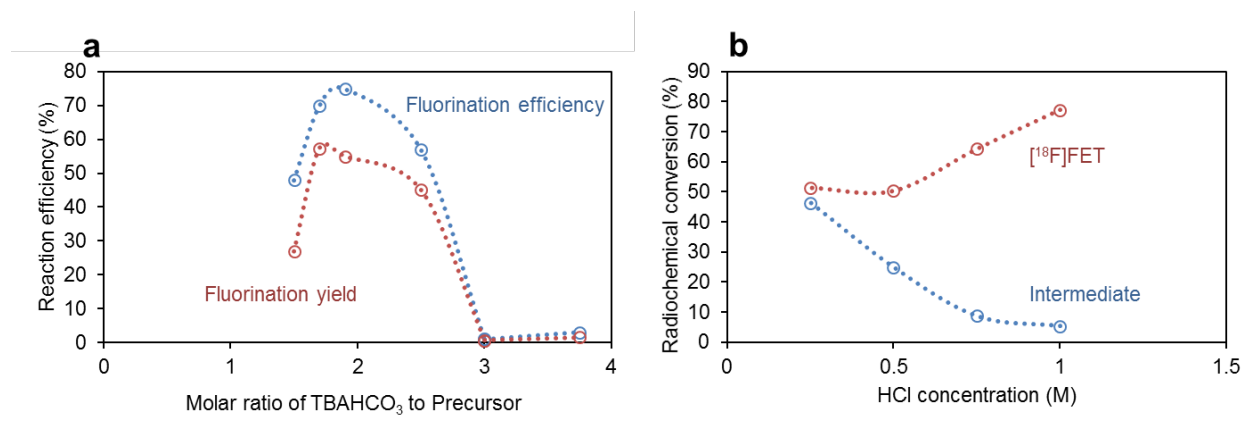 a
80
70
60
50
40
30
20
10
0
0
1
2
3
4
Reaction efficiency (%)
Fluorination efficiency
Fluorination yield
Molar ratio of TBAHCO₃ to Precursor
b
90
80
70
60
50
40
30
20
10
0
0
0.5
1
1.5
Radiochemical conversion (%)
[¹⁸F]FET
Intermediate
HCl concentration (M)